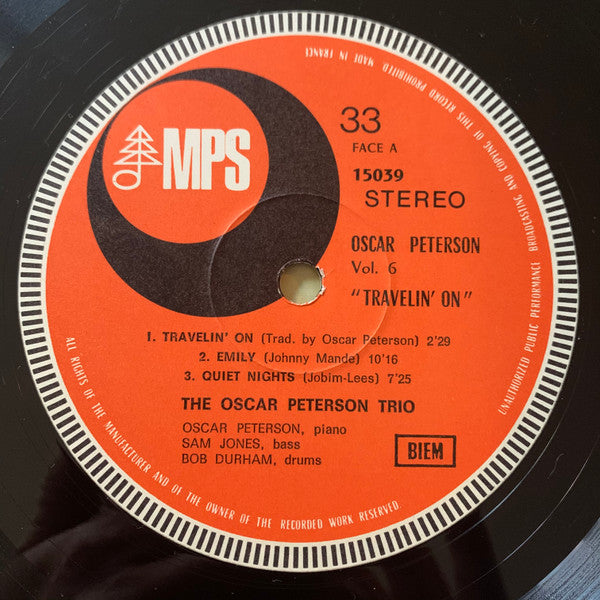 MPS
33
FACE A
15039
STEREO
OSCAR PETERSON
Vol. 6
"TRAVELIN' ON"
1. TRAVELIN' ON (Trad. by Oscar Peterson) 2'29
2. EMILY (Johnny Mande) 10'16
3. QUIET NIGHTS (Jobim-Lees) 7'25
THE OSCAR PETERSON TRIO
OSCAR PETERSON, piano
SAM JONES, bass
BOB DURHAM, drums
BIEM
ALL RIGHTS OF THE MANUFACTURER AND OF THE OWNER OF THE RECORDED WORK RESERVED.
UNAUTHORIZED PUBLIC PERFORMANCE BROADCASTING AND COPYING OF THIS RECORD PROHIBITED. MADE IN FRANCE